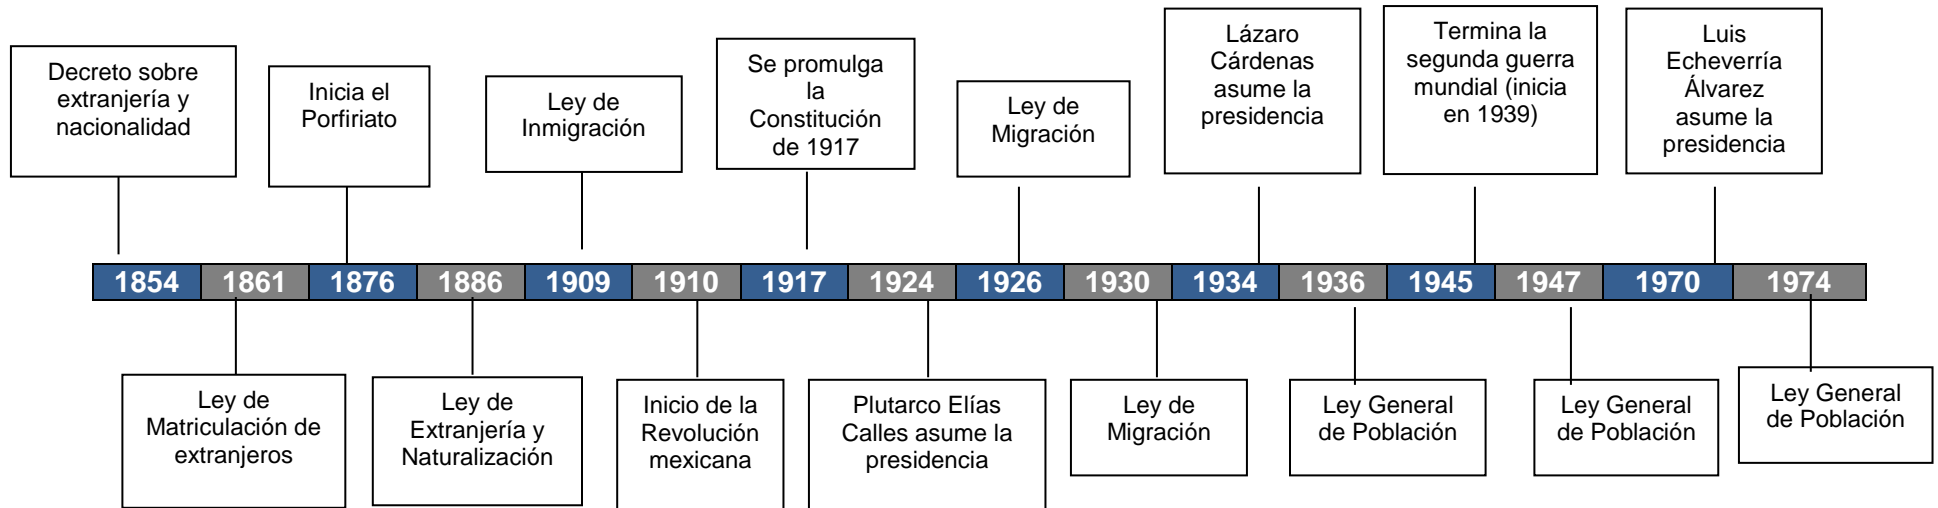 Decreto sobre
extranjería y
nacionalidad
Inicia el
Porfiriato
Ley de
Inmigración
Se promulga
la
Constitución
de 1917
Ley de
Migración
Lázaro
Cárdenas
asume la
presidencia
Termina la
segunda guerra
mundial (inicia
en 1939)
Luis
Echeverría
Álvarez
asume la
presidencia
1854 1861 1876 1886 1909 1910 1917 1924 1926 1930 1934 1936 1945 1947 1970 1974
Ley de
Matriculación de
extranjeros
Ley de
Extranjería y
Naturalización
Inicio de la
Revolución
mexicana
Plutarco Elías
Calles asume la
presidencia
Ley de
Migración
Ley General
de Población
Ley General
de Población
Ley General
de Población